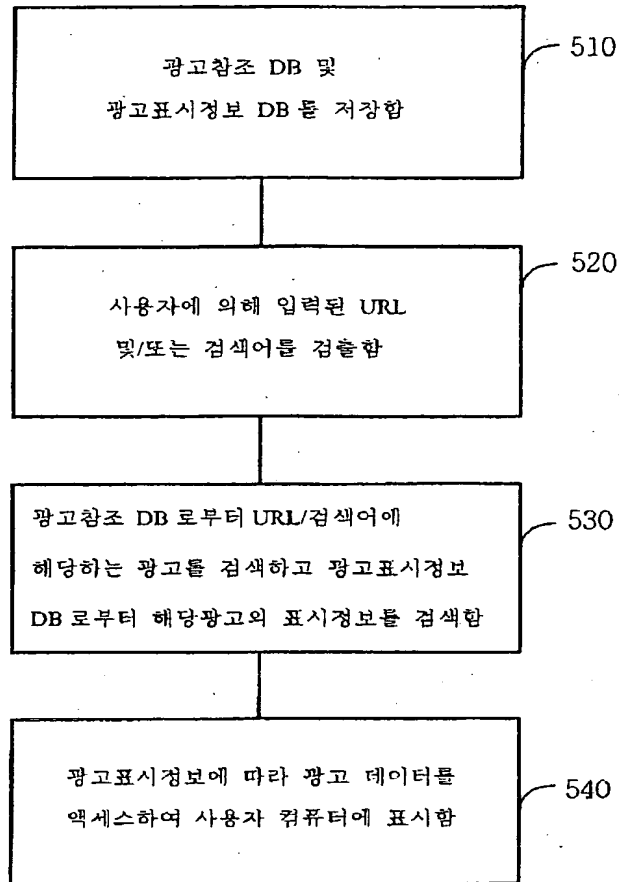 광고참조 DB 및
광고표시정보 DB 를 저장함
510
사용자에 의해 입력된 URL
및/또는 검색어를 검출함
520
광고참조 DB 로부터 URL/검색어에
해당하는 광고를 검색하고 광고표시정보
DB 로부터 해당광고의 표시정보를 검색함
530
광고표시정보에 따라 광고 데이터를
액세스하여 사용자 컴퓨터에 표시함
540